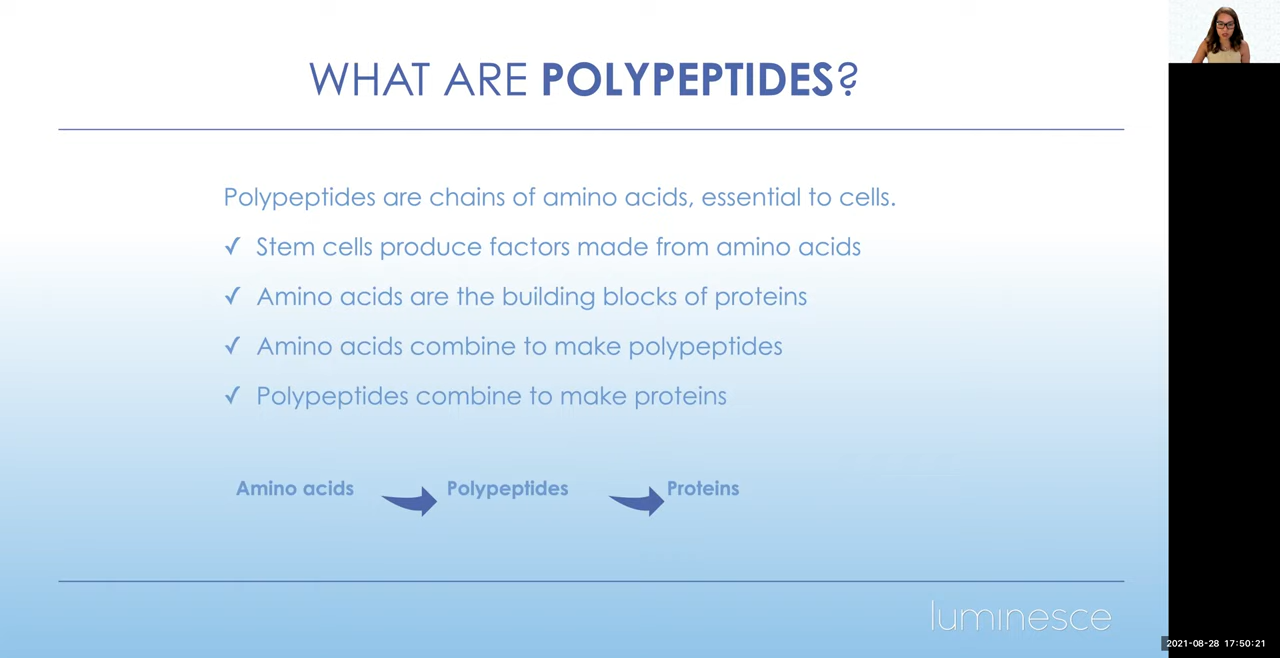 WHAT ARE POLYPEPTIDES?
Polypeptides are chains of amino acids, essential to cells.
✓ Stem cells produce factors made from amino acids
✓ Amino acids are the building blocks of proteins
✓ Amino acids combine to make polypeptides
✓ Polypeptides combine to make proteins
Amino acids Polypeptides Proteins
luminesce
2021-08-28 17:50:21